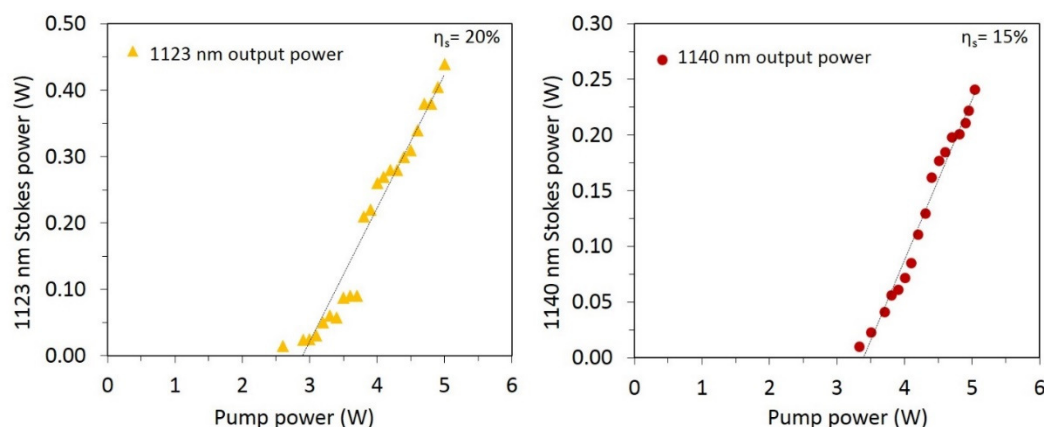 0.50
0.40
0.30
0.20
0.10
0.00
1123 nm Stokes power (W)
1123 nm output power
ηs= 20%
0 1 2 3 4 5 6
Pump power (W)
0.30
0.25
0.20
0.15
0.10
0.05
0.00
1140 nm Stokes power (W)
1140 nm output power
ηs= 15%
0 1 2 3 4 5 6
Pump power (W)